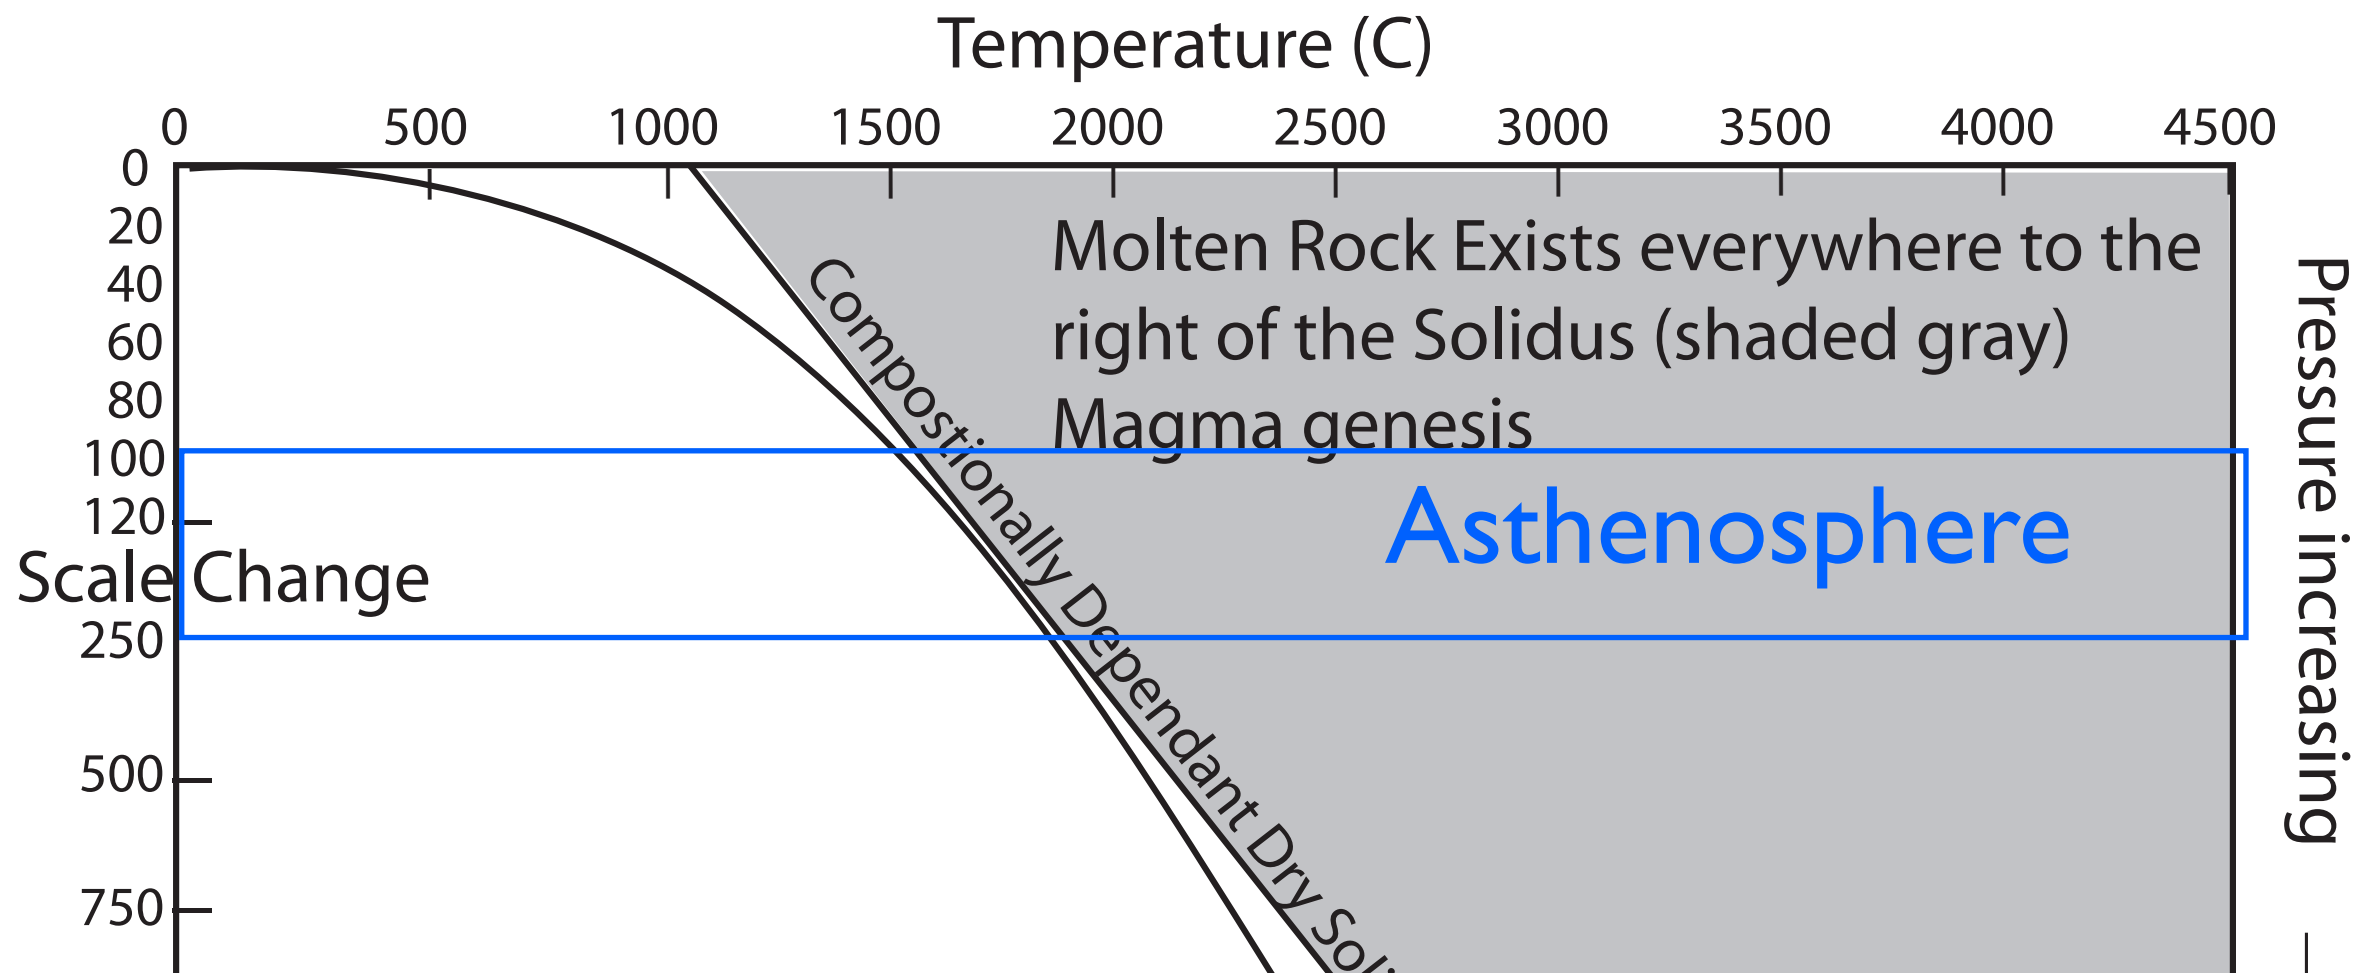 Temperature (C)
0 500 1000 1500 2000 2500 3000 3500 4000 4500
0
20
40
60
80
100
120
Scale Change
250
500
750
Molten Rock Exists everywhere to the
right of the Solidus (shaded gray)
Magma genesis
Asthenosphere
Compostionally Dependant Dry
Pressure increasing